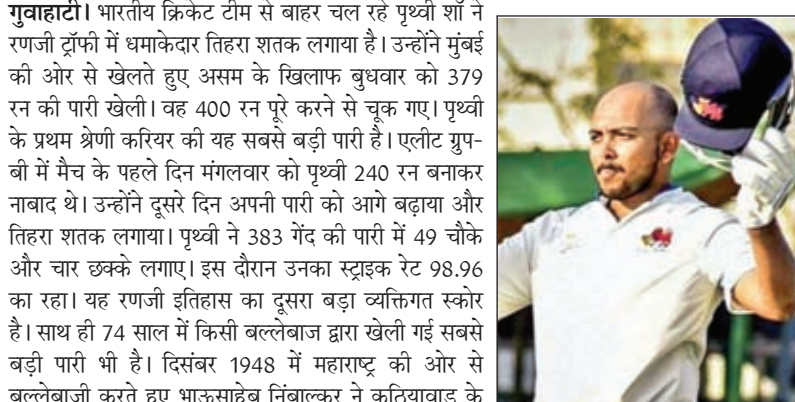 गुवाहाटी। भारतीय क्रिकेट टीम से बाहर चल रहे पृथ्वी शॉ ने
रणजी ट्रॉफी में धमाकेदार तिहरा शतक लगाया है। उन्होंने मुंबई
की ओर से खेलते हुए असम के खिलाफ बुधवार को 379
रन की पारी खेली। वह 400 रन पूरे करने से चूक गए। पृथ्वी
के प्रथम श्रेणी करियर की यह सबसे बड़ी पारी है। एलीट ग्रुप-
बी में मैच के पहले दिन मंगलवार को पृथ्वी 240 रन बनाकर
नाबाद थे। उन्होंने दूसरे दिन अपनी पारी को आगे बढ़ाया और
तिहरा शतक लगाया। पृथ्वी ने 383 गेंद की पारी में 49 चौके
और चार छक्के लगाए। इस दौरान उनका स्ट्राइक रेट 98.96
का रहा। यह रणजी इतिहास का दूसरा बड़ा व्यक्तिगत स्कोर
है। साथ ही 74 साल में किसी बल्लेबाज द्वारा खेली गई सबसे
बड़ी पारी भी है। दिसंबर 1948 में महाराष्ट्र की ओर से
बल्लेबाजी करते हुए भाऊसाहेब निंबाल्कर ने कठियावाड़ के